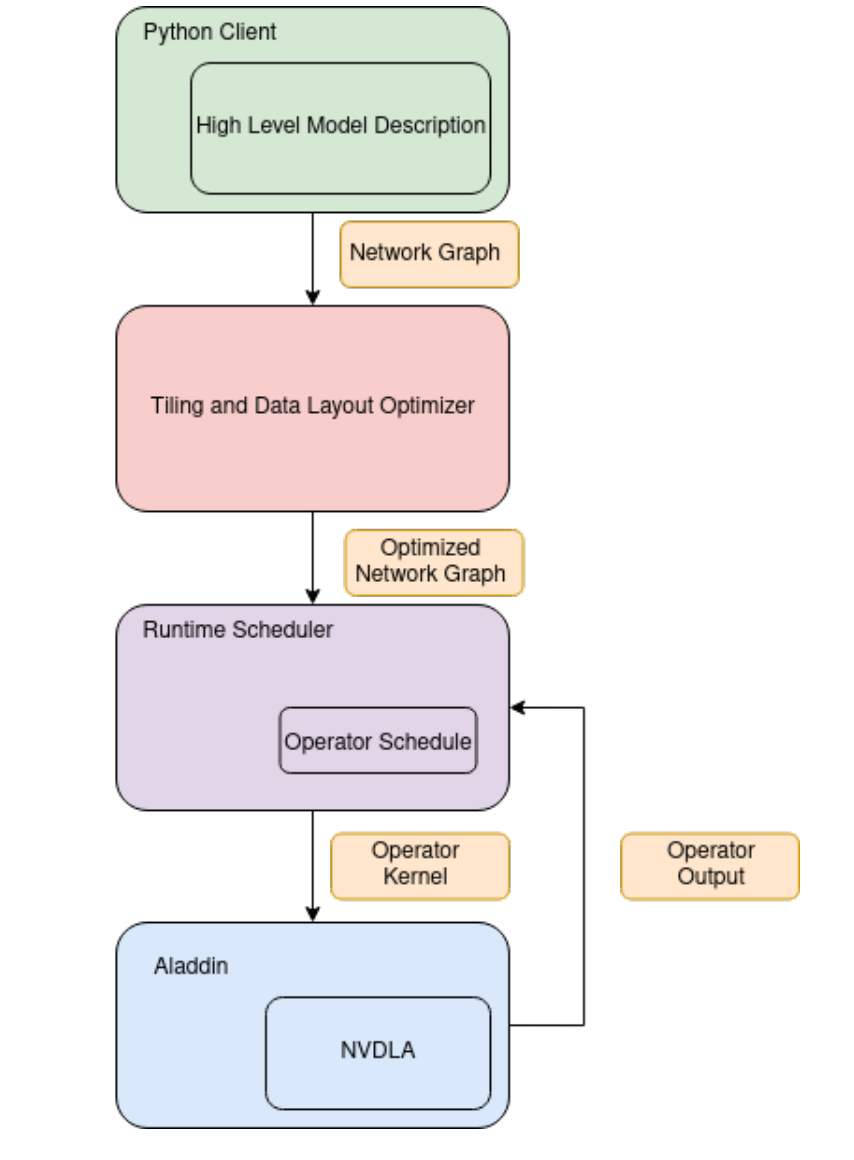 Python Client
High Level Model Description
Network Graph
Tiling and Data Layout Optimizer
Optimized
Network Graph
Runtime Scheduler
Operator Schedule
Operator
Kernel
Operator
Output
Aladdin
NVDLA